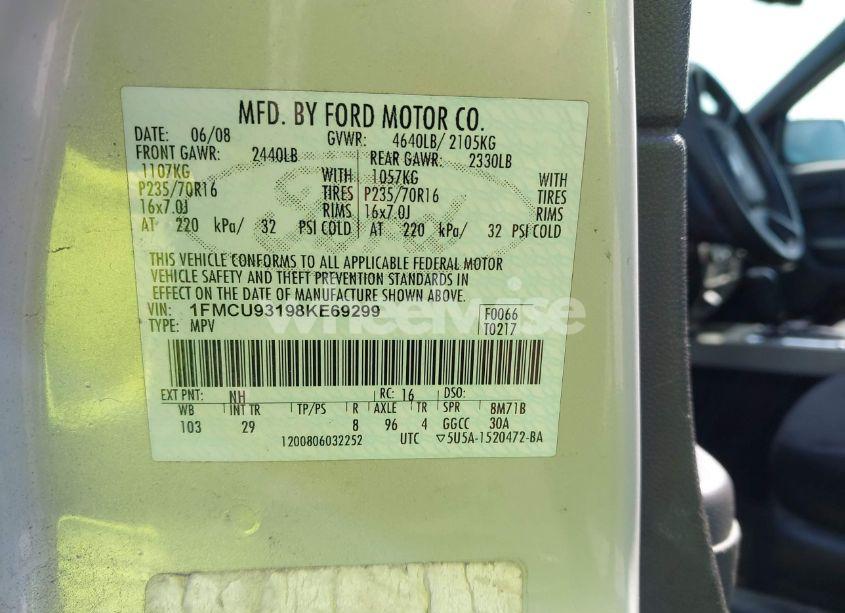 MFD. BY FORD MOTOR CO.
DATE: 06/08 GVWR: 4640LB/ 2105KG
FRONT GAWR: 2440LB REAR GAWR: 2330LB
1107KG WITH 1057KG WITH
P235/70R16 TIRES P235/70R16 TIRES
16x7.0J RIMS 16x7.0J RIMS
AT 220 kPa/ 32 PSI COLD AT 220 kPa/ 32 PSI COLD
THIS VEHICLE CONFORMS TO ALL APPLICABLE FEDERAL MOTOR
VEHICLE SAFETY AND THEFT PREVENTION STANDARDS IN
EFFECT ON THE DATE OF MANUFACTURE SHOWN ABOVE.
VIN: 1FMCU93198KE69299 F0066
TYPE: MPV T0217
wheelwise
EXT PNT: NH RC: 16 DSO:
WB INT TR TP/PS R AXLE TR SPR 8M71B
103 29 8 96 4 GGCC 30A
1200806032252 UTC ▽5U5A-1520472-BA